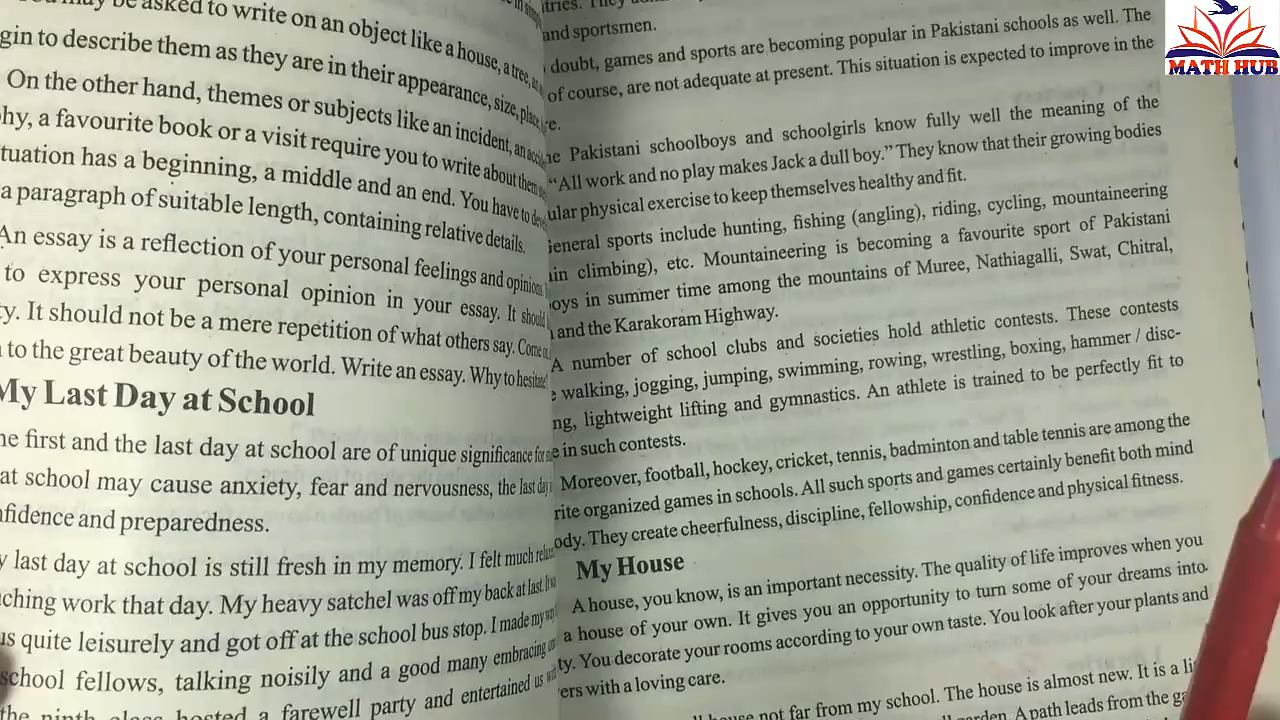 be asked to write on an object like a house, a tree,
gin to describe them as they are in their appearance, size, place
On the other hand, themes or subjects like an incident, an
hy, a favourite book or a visit require you to write about them
tuation has a beginning, a middle and an end. You have to
a paragraph of suitable length, containing relative details.
An essay is a reflection of your personal feelings and opinions.
to express your personal opinion in your essay. It should
ty. It should not be a mere repetition of what others say. Come
to the great beauty of the world. Write an essay. Why to hesitate
My Last Day at School
he first and the last day at school are of unique significance for
at school may cause anxiety, fear and nervousness, the last day
nfidence and preparedness.
y last day at school is still fresh in my memory. I felt much
ching work that day. My heavy satchel was off my back at last.
us quite leisurely and got off at the school bus stop. I made my
school fellows, talking noisily and a good many embracing
the ninth class hosted a farewell party and entertained us
tries.
and sportsmen.
doubt, games and sports are becoming popular in Pakistani schools as well. The
of course, are not adequate at present. This situation is expected to improve in the
re.
he Pakistani schoolboys and schoolgirls know fully well the meaning of the
“All work and no play makes Jack a dull boy.” They know that their growing bodies
ular physical exercise to keep themselves healthy and fit.
General sports include hunting, fishing (angling), riding, cycling, mountaineering
in climbing), etc. Mountaineering is becoming a favourite sport of Pakistani
oys in summer time among the mountains of Muree, Nathiagalli, Swat, Chitral,
and the Karakoram Highway.
A number of school clubs and societies hold athletic contests. These contests
e walking, jogging, jumping, swimming, rowing, wrestling, boxing, hammer / disc-
ng, lightweight lifting and gymnastics. An athlete is trained to be perfectly fit to
e in such contests.
Moreover, football, hockey, cricket, tennis, badminton and table tennis are among the
rite organized games in schools. All such sports and games certainly benefit both mind
ody. They create cheerfulness, discipline, fellowship, confidence and physical fitness.
My House
A house, you know, is an important necessity. The quality of life improves when you
a house of your own. It gives you an opportunity to turn some of your dreams into
ty. You decorate your rooms according to your own taste. You look after your plants and
ers with a loving care.
house not far from my school. The house is almost new. It is a
A path leads from the
MATH HUB